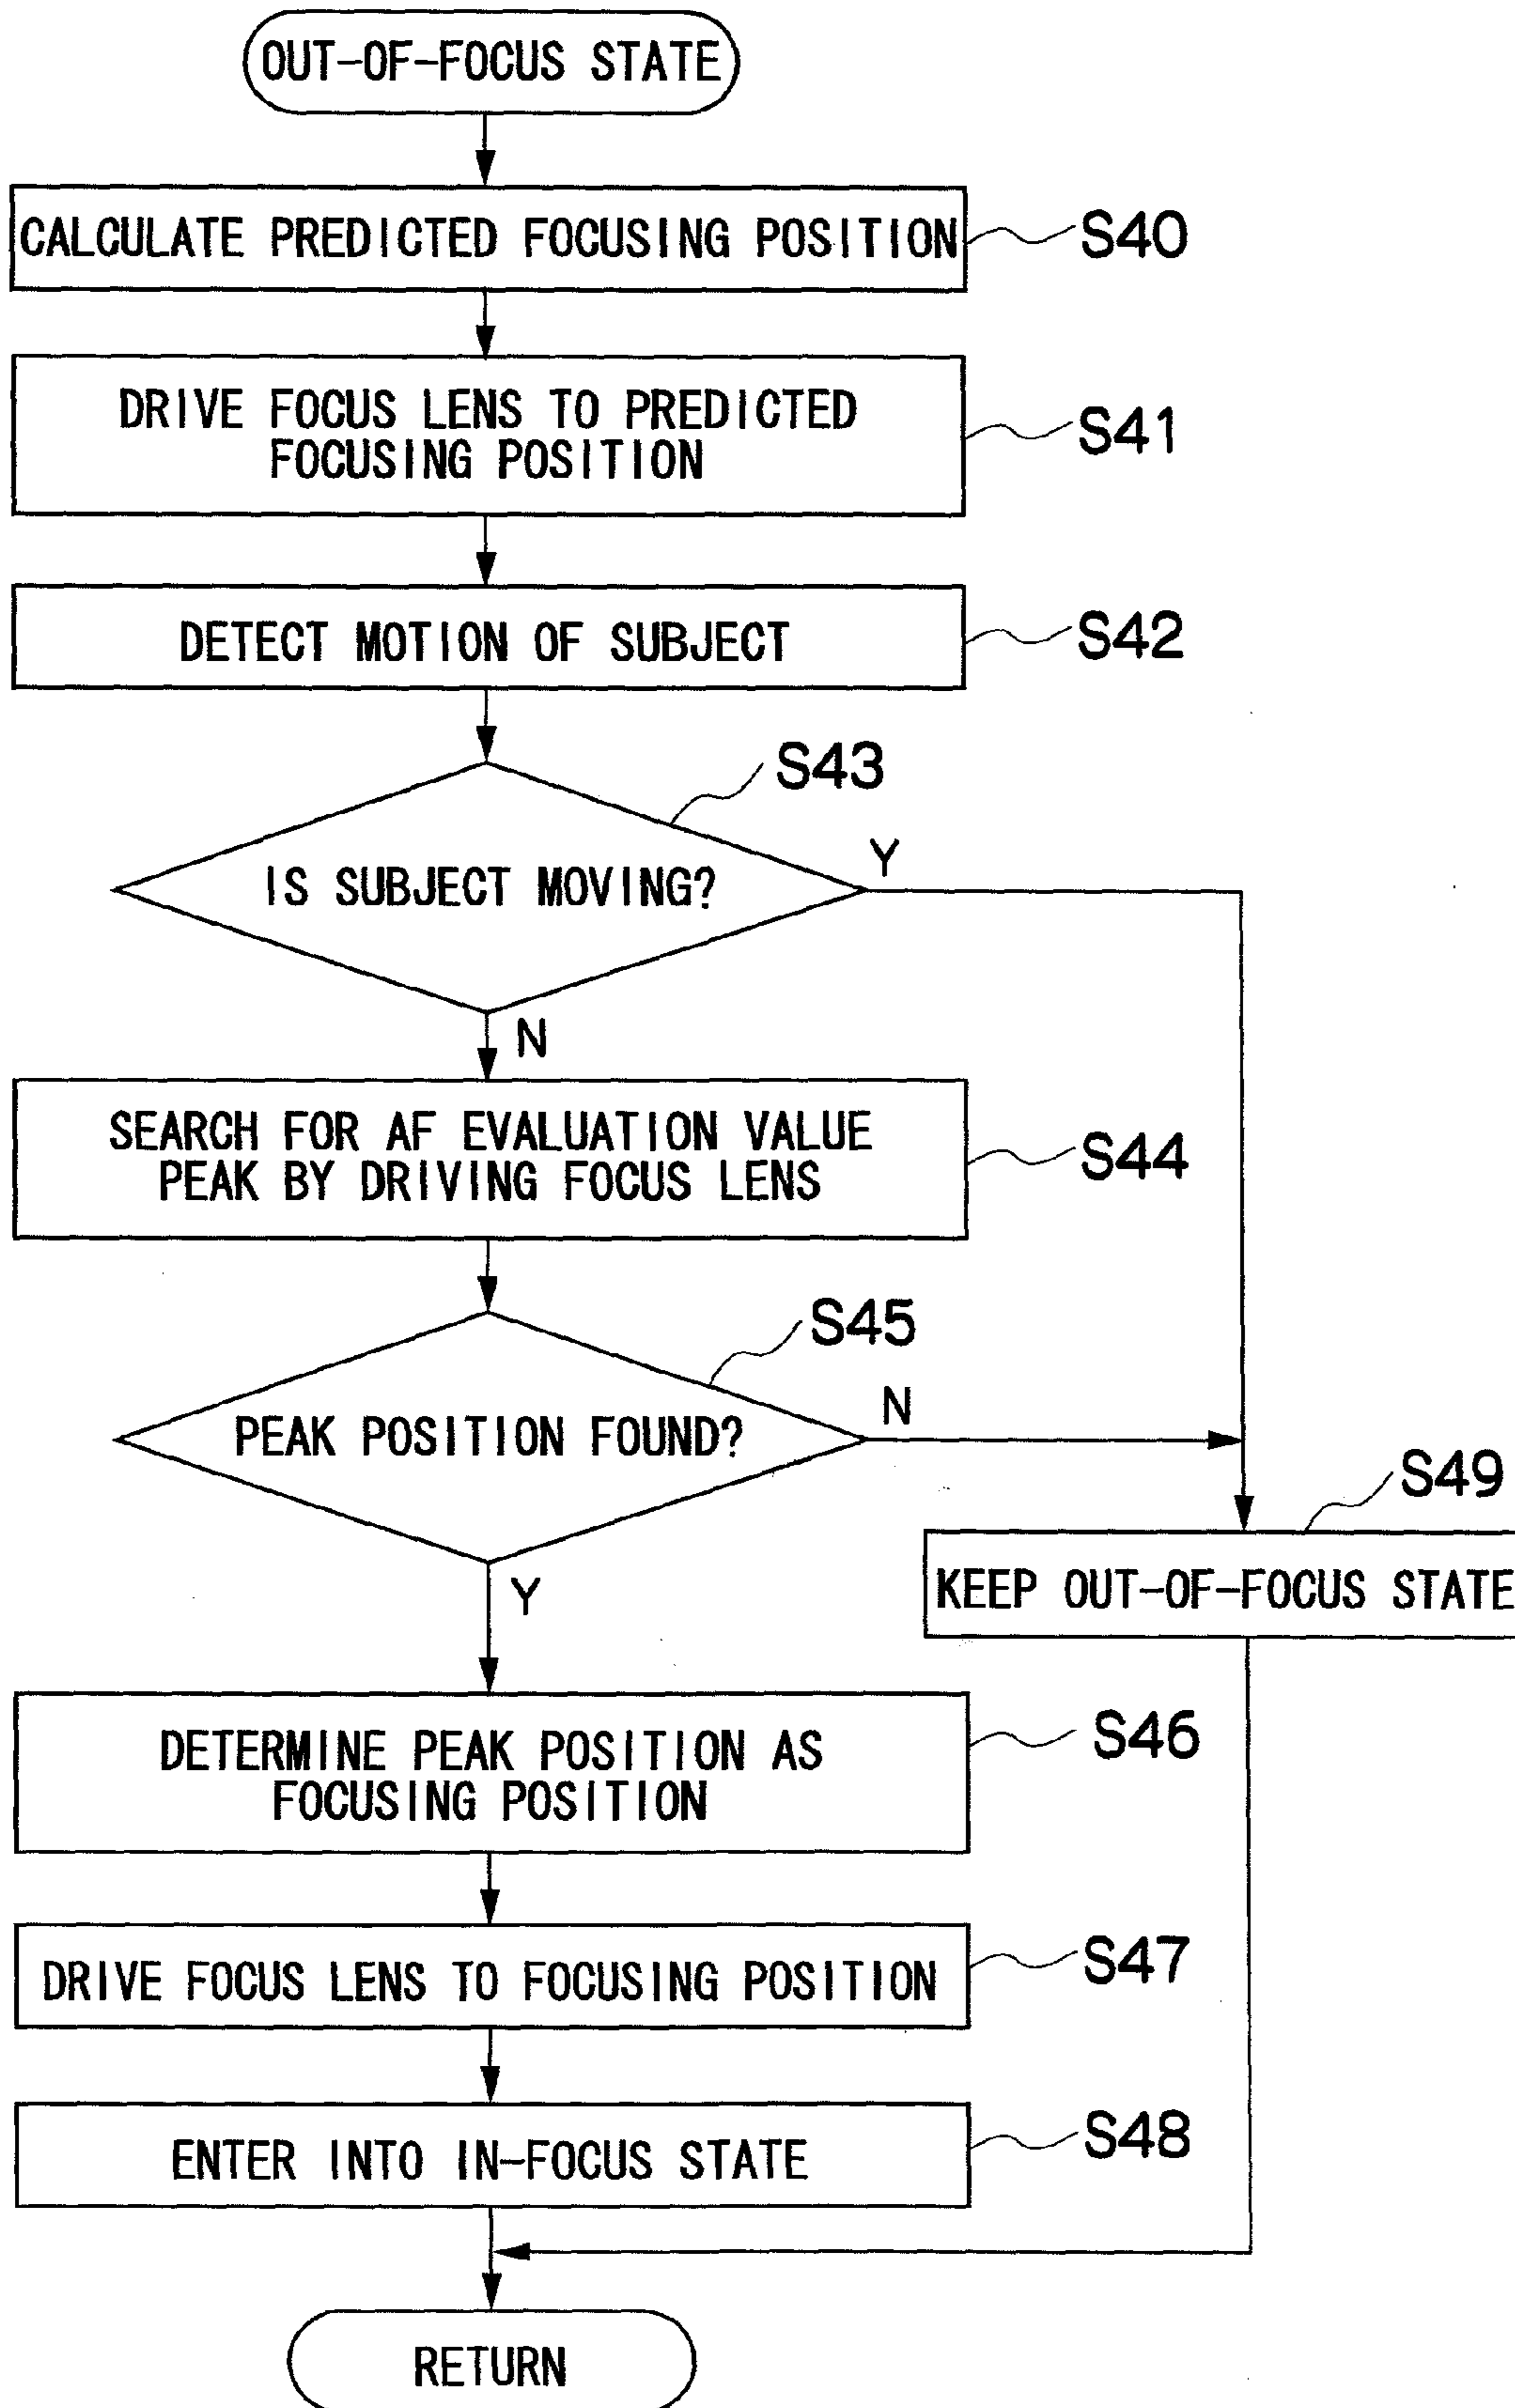 OUT-OF-FOCUS STATE
CALCULATE PREDICTED FOCUSING POSITION
S40
DRIVE FOCUS LENS TO PREDICTED
FOCUSING POSITION
S41
DETECT MOTION OF SUBJECT
S42
S43
IS SUBJECT MOVING?
Y
N
SEARCH FOR AF EVALUATION VALUE
PEAK BY DRIVING FOCUS LENS
S44
S45
PEAK POSITION FOUND?
N
Y
S49
KEEP OUT-OF-FOCUS STATE
DETERMINE PEAK POSITION AS
FOCUSING POSITION
S46
DRIVE FOCUS LENS TO FOCUSING POSITION
S47
ENTER INTO IN-FOCUS STATE
S48
RETURN